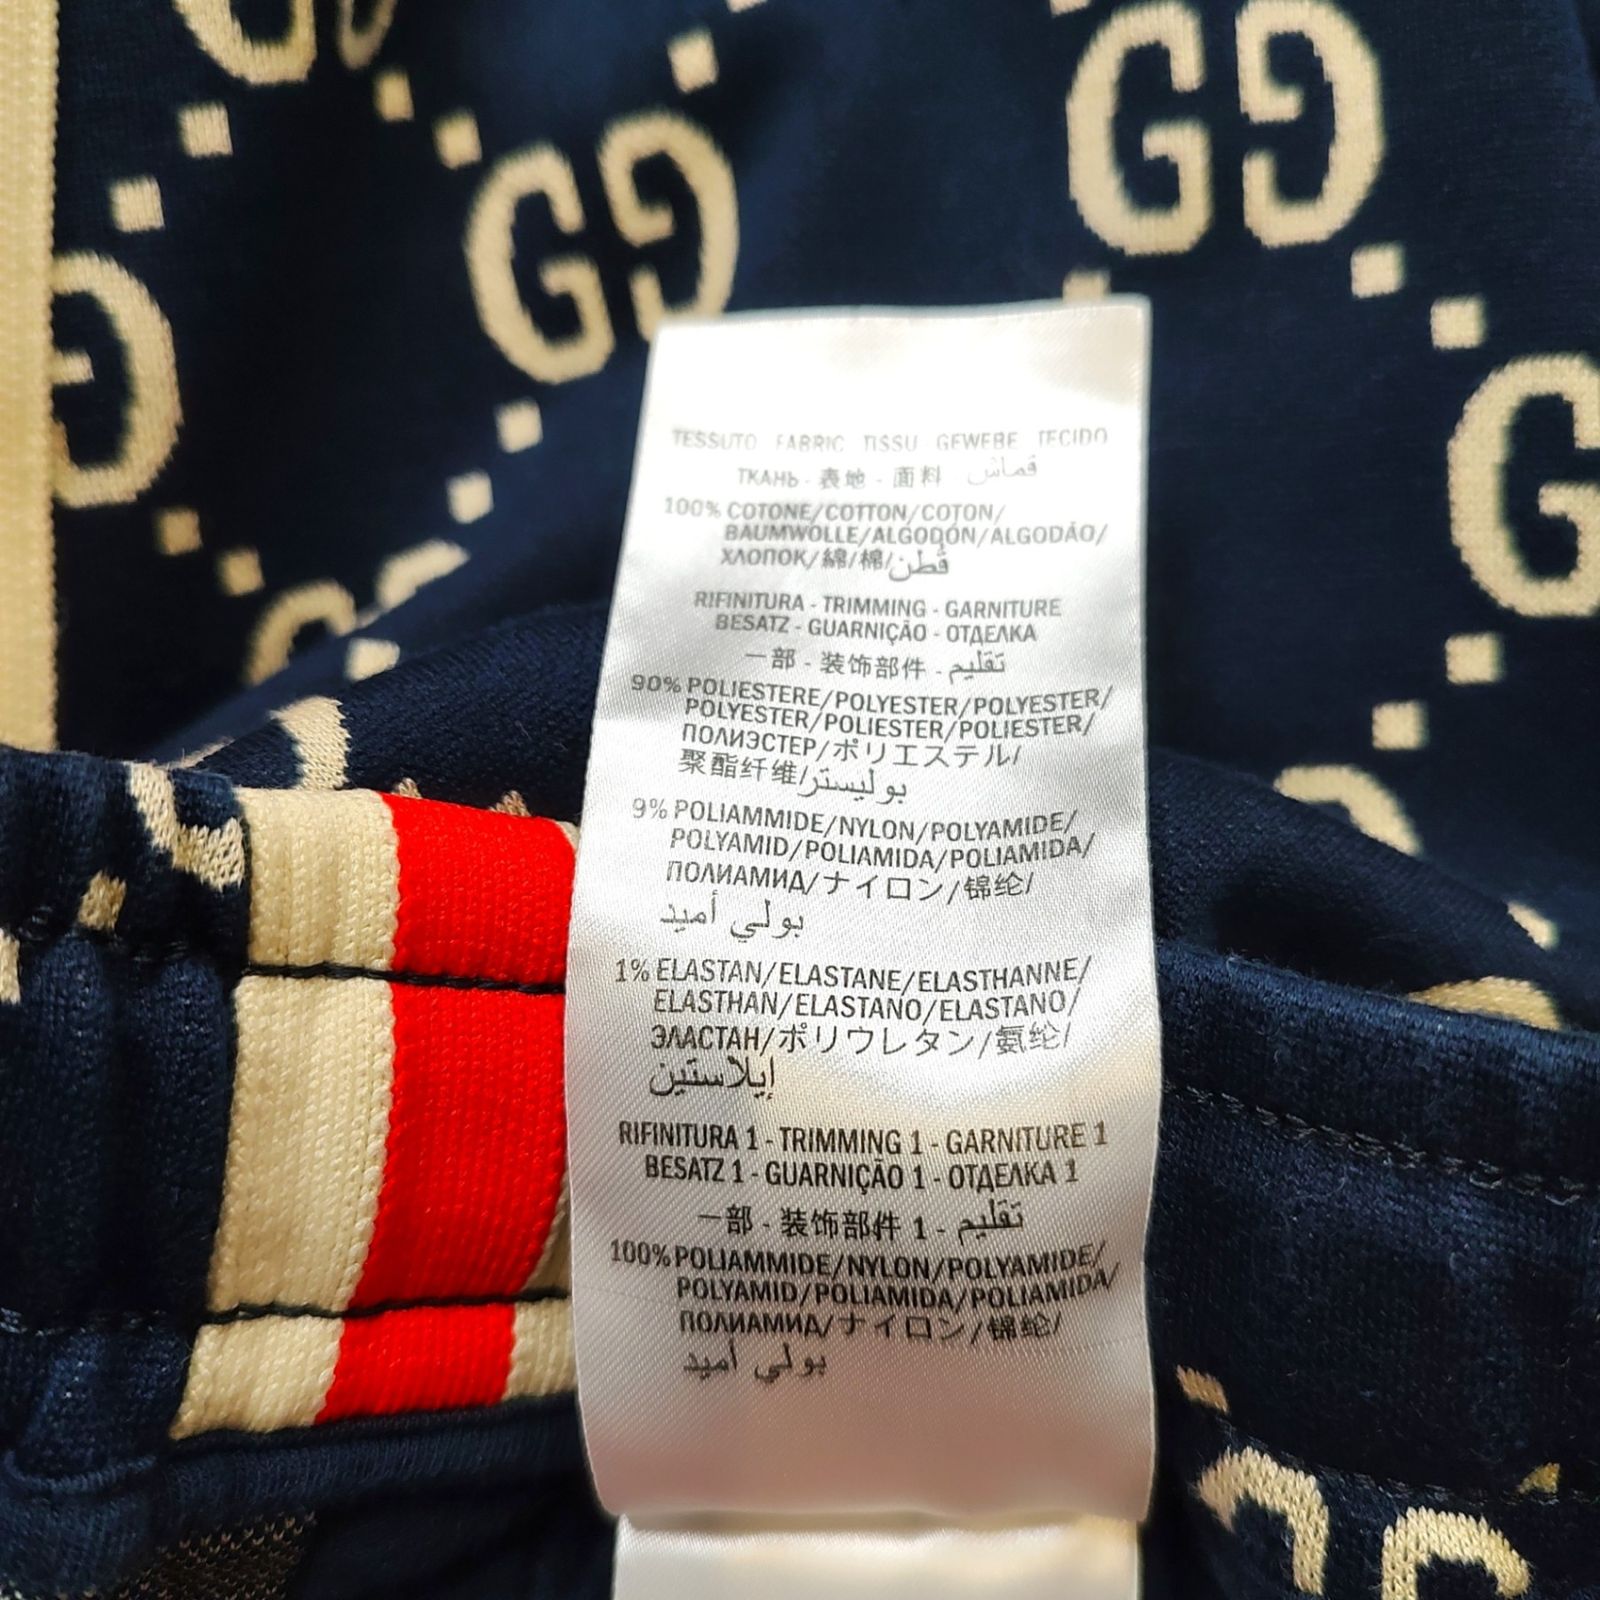 TESSUTO FABRIC TISSU - GEWEBE TECIDO
ТКАНЬ - 表地 - 面料 قماش
100% COTONE/COTTON/COTON/
BAUMWOLLE/ALGODÓN/ALGODÃO/
ХЛОПОК/綿/棉/قُطن
RIFINITURA - TRIMMING - GARNITURE
BESATZ - GUARNIÇÃO - ОТДЕЛКА
一部 - 装饰部件 - تقليم
90% POLIESTERE/POLYESTER/POLYESTER/
POLYESTER/POLIESTER/POLIESTER/
ПОЛИЭСТЕР/ポリエステル/
聚酯纤维/بوليستر
9% POLIAMMIDE/NYLON/POLYAMIDE/
POLYAMID/POLIAMIDA/POLIAMIDA/
ПОЛИАМИД/ナイロン/锦纶/
بولي أميد
1% ELASTAN/ELASTANE/ELASTHANNE/
ELASTHAN/ELASTANO/ELASTANO/
ЭЛАСТАН/ポリウレタン/氨纶/
إيلاستين
RIFINITURA 1 - TRIMMING 1 - GARNITURE 1
BESATZ 1 - GUARNIÇÃO 1 - ОТДЕЛКА 1
一部 - 装饰部件 1 - تقليم
100% POLIAMMIDE/NYLON/POLYAMIDE/
POLYAMID/POLIAMIDA/POLIAMIDA/
ПОЛИАМИД/ナイロン/锦纶/
بولي أميد